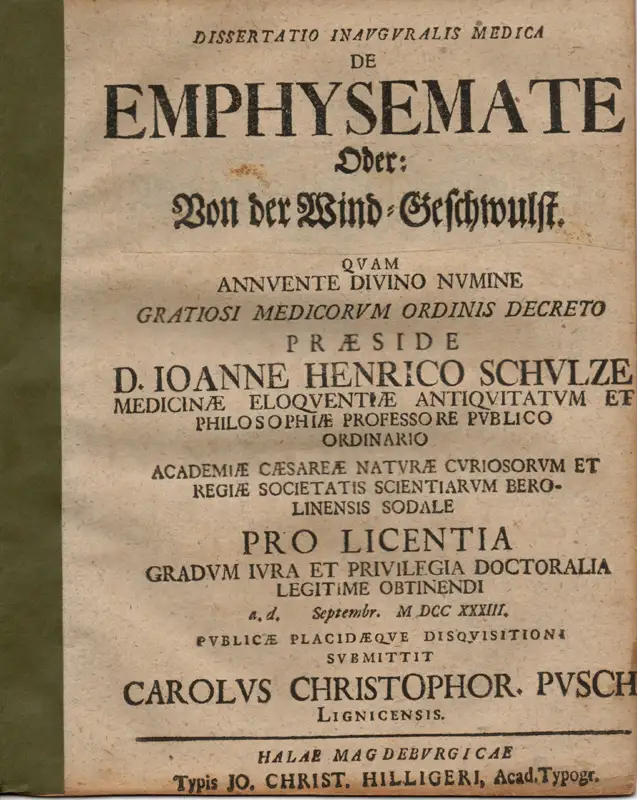 DISSERTATIO INAVGVRALIS MEDICA
DE
EMPHYSEMATE
Oder:
Von der Wind-Geschwulst.
QVAM
ANNVENTE DIVINO NVMINE
GRATIOSI MEDICORVM ORDINIS DECRETO
PRÆSIDE
D. IOANNE HENRICO SCHVLZE
MEDICINÆ ELOQVENTIÆ ANTIQVITATVM ET
PHILOSOPHIÆ PROFESSORE PVBLICO
ORDINARIO
ACADEMIÆ CÆSAREÆ NATVRÆ CVRIOSORVM ET
REGIÆ SOCIETATIS SCIENTIARVM BERO-
LINENSIS SODALE
PRO LICENTIA
GRADVM IVRA ET PRIVILEGIA DOCTORALIA
LEGITIME OBTINENDI
a. d. Septembr. M DCC XXXIII.
PVBLICÆ PLACIDÆQVE DISQVISITIONI
SVBMITTIT
CAROLVS CHRISTOPHOR. PVSCH
LIGNICENSIS.
HALAE MAGDEBVRGICAE
Typis JO. CHRIST. HILLIGERI, Acad. Typogr.